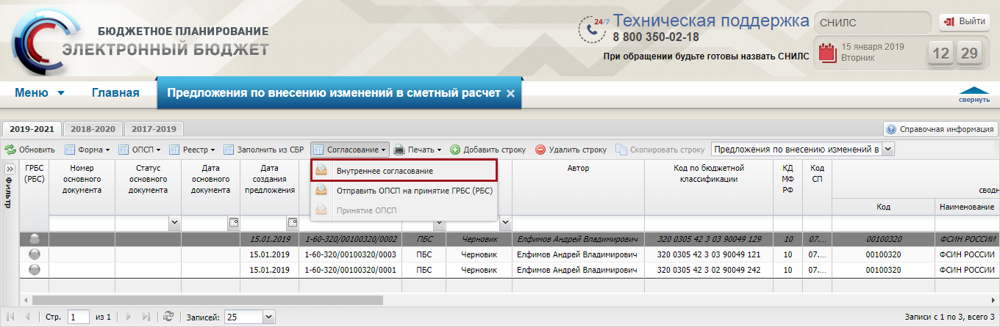 БЮДЖЕТНОЕ ПЛАНИРОВАНИЕ
ЭЛЕКТРОННЫЙ БЮДЖЕТ
24/7 Техническая поддержка
8 800 350-02-18
При обращении будьте готовы назвать СНИЛС
СНИЛС
Выйти
15 января 2019
Вторник
12 29
Меню Главная Предложения по внесению изменений в сметный расчет
свернуть
2019-2021 2018-2020 2017-2019 Справочная информация
Обновить Форма ОПСП Реестр Заполнить из СБР Согласование Печать Добавить строку Удалить строку Скопировать строку Предложения по внесению изменений в
Внутреннее согласование
Отправить ОПСП на принятие ГРБС (РБС)
Принятие ОПСП
Фильтр
ГРБС (РБС) Номер основного документа Статус основного документа Дата основного документа Дата создания предложения Автор Код по бюджетной классификации КД МФ РФ Код СП сводн
Код Наименование
15.01.2019 1-60-320/00100320/0002 ПБС Черновик Елфимов Андрей Владимирович 320 0305 42 3 03 90049 129 10 07.... 00100320 ФСИН РОССИИ
15.01.2019 1-60-320/00100320/0003 ПБС Черновик Елфимов Андрей Владимирович 320 0305 42 3 03 90049 121 10 07.... 00100320 ФСИН РОССИИ
15.01.2019 1-60-320/00100320/0001 ПБС Черновик Елфимов Андрей Владимирович 320 0305 42 3 02 90049 242 10 07.... 00100320 ФСИН РОССИИ
Стр. 1 из 1 Записей: 25 Записи с 1 по 3, всего 3